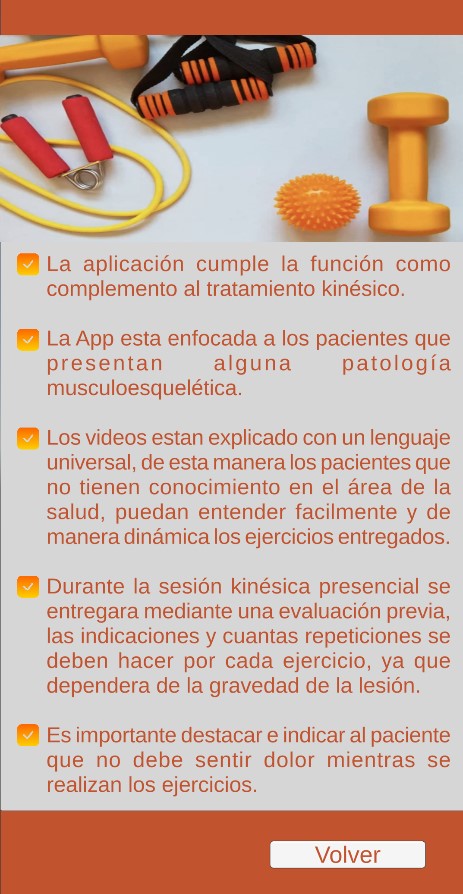 La aplicación cumple la función como
complemento al tratamiento kinésico.
La App esta enfocada a los pacientes que
presentan alguna patología
musculoesquelética.
Los videos estan explicado con un lenguaje
universal, de esta manera los pacientes que
no tienen conocimiento en el área de la
salud, puedan entender facilmente y de
manera dinámica los ejercicios entregados.
Durante la sesión kinésica presencial se
entregara mediante una evaluación previa,
las indicaciones y cuantas repeticiones se
deben hacer por cada ejercicio, ya que
dependera de la gravedad de la lesión.
Es importante destacar e indicar al paciente
que no debe sentir dolor mientras se
realizan los ejercicios.
Volver